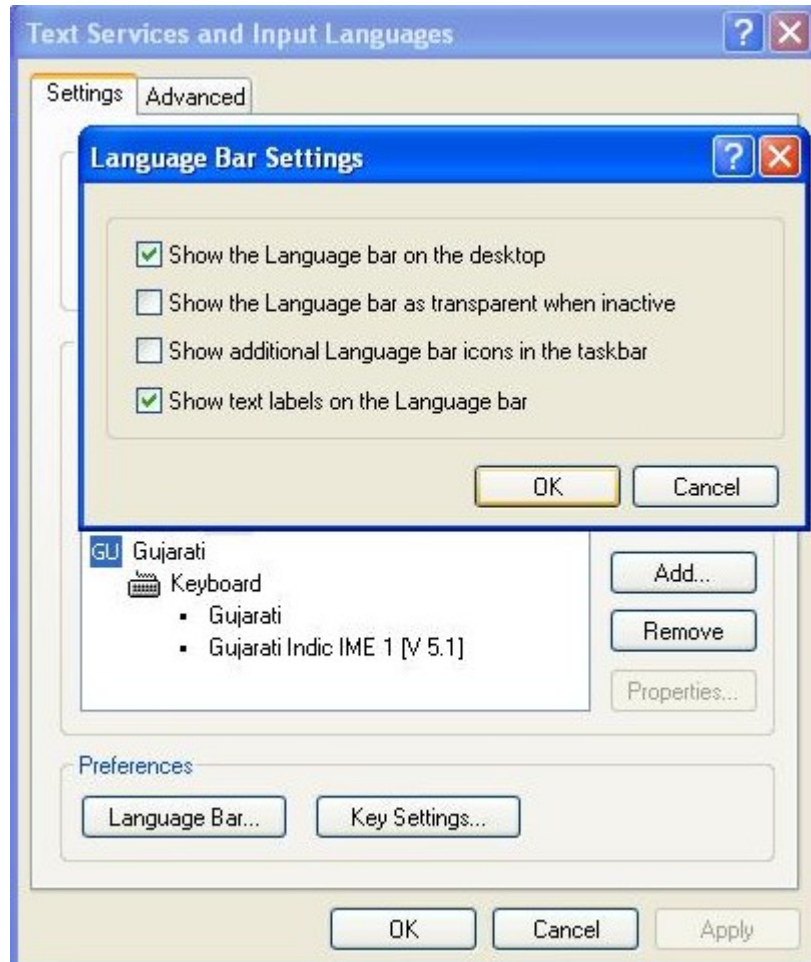 Text Services and Input Languages
Settings Advanced
Language Bar Settings
Show the Language bar on the desktop
Show the Language bar as transparent when inactive
Show additional Language bar icons in the taskbar
Show text labels on the Language bar
OK Cancel
GU Gujarati
Keyboard
Gujarati
Gujarati Indic IME 1 [V 5.1]
Add...
Remove
Properties...
Preferences
Language Bar... Key Settings...
OK Cancel Apply